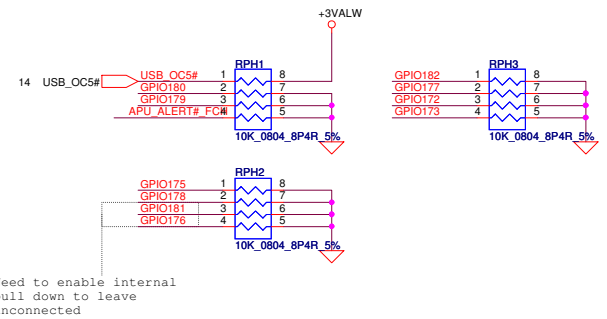 +3VALW
14 USB_OC5#
RPH1
USB_OC5# 1 8
GPIO180 2 7
GPIO179 3 6
APU_ALERT#_FCH 4 5
10K_0804_8P4R_5%
RPH3
GPIO182 1 8
GPIO177 2 7
GPIO172 3 6
GPIO173 4 5
10K_0804_8P4R_5%
RPH2
GPIO175 1 8
GPIO178 2 7
GPIO181 3 6
GPIO176 4 5
10K_0804_8P4R_5%
eed to enable internal
ull down to leave
nconnected